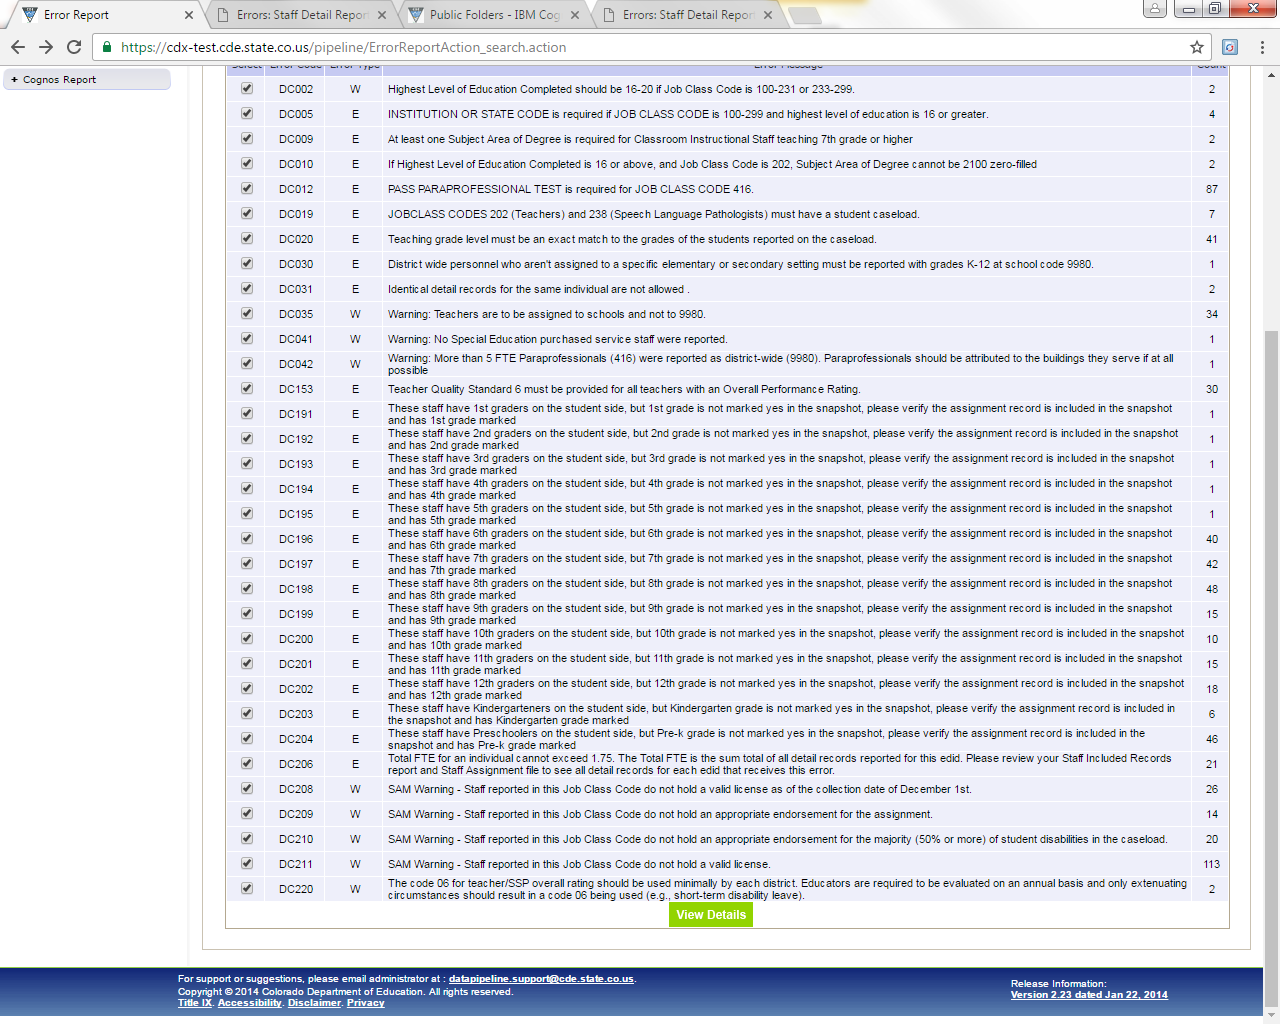 Error Report
Errors: Staff Detail Repor
Public Folders - IBM Cog
Errors: Staff Detail Repor
https://cdx-test.cde.state.co.us/pipeline/ErrorReportAction_search.action
+ Cognos Report
Select Error Code Error Type Error Message Count
DC002 W Highest Level of Education Completed should be 16-20 if Job Class Code is 100-231 or 233-299. 2
DC005 E INSTITUTION OR STATE CODE is required if JOB CLASS CODE is 100-299 and highest level of education is 16 or greater. 4
DC009 E At least one Subject Area of Degree is required for Classroom Instructional Staff teaching 7th grade or higher 2
DC010 E If Highest Level of Education Completed is 16 or above, and Job Class Code is 202, Subject Area of Degree cannot be 2100 zero-filled 2
DC012 E PASS PARAPROFESSIONAL TEST is required for JOB CLASS CODE 416. 87
DC019 E JOBCLASS CODES 202 (Teachers) and 238 (Speech Language Pathologists) must have a student caseload. 7
DC020 E Teaching grade level must be an exact match to the grades of the students reported on the caseload. 41
DC030 E District wide personnel who aren't assigned to a specific elementary or secondary setting must be reported with grades K-12 at school code 9980. 1
DC031 E Identical detail records for the same individual are not allowed . 2
DC035 W Warning: Teachers are to be assigned to schools and not to 9980. 34
DC041 W Warning: No Special Education purchased service staff were reported. 1
DC042 W Warning: More than 5 FTE Paraprofessionals (416) were reported as district-wide (9980). Paraprofessionals should be attributed to the buildings they serve if at all 1
possible
DC153 E Teacher Quality Standard 6 must be provided for all teachers with an Overall Performance Rating. 30
DC191 E These staff have 1st graders on the student side, but 1st grade is not marked yes in the snapshot, please verify the assignment record is included in the snapshot 1
and has 1st grade marked
DC192 E These staff have 2nd graders on the student side, but 2nd grade is not marked yes in the snapshot, please verify the assignment record is included in the snapshot 1
and has 2nd grade marked
DC193 E These staff have 3rd graders on the student side, but 3rd grade is not marked yes in the snapshot, please verify the assignment record is included in the snapshot 1
and has 3rd grade marked
DC194 E These staff have 4th graders on the student side, but 4th grade is not marked yes in the snapshot, please verify the assignment record is included in the snapshot 1
and has 4th grade marked
DC195 E These staff have 5th graders on the student side, but 5th grade is not marked yes in the snapshot, please verify the assignment record is included in the snapshot 1
and has 5th grade marked
DC196 E These staff have 6th graders on the student side, but 6th grade is not marked yes in the snapshot, please verify the assignment record is included in the snapshot 40
and has 6th grade marked
DC197 E These staff have 7th graders on the student side, but 7th grade is not marked yes in the snapshot, please verify the assignment record is included in the snapshot 42
and has 7th grade marked
DC198 E These staff have 8th graders on the student side, but 8th grade is not marked yes in the snapshot, please verify the assignment record is included in the snapshot 48
and has 8th grade marked
DC199 E These staff have 9th graders on the student side, but 9th grade is not marked yes in the snapshot, please verify the assignment record is included in the snapshot 15
and has 9th grade marked
DC200 E These staff have 10th graders on the student side, but 10th grade is not marked yes in the snapshot, please verify the assignment record is included in the snapshot 10
and has 10th grade marked
DC201 E These staff have 11th graders on the student side, but 11th grade is not marked yes in the snapshot, please verify the assignment record is included in the snapshot 15
and has 11th grade marked
DC202 E These staff have 12th graders on the student side, but 12th grade is not marked yes in the snapshot, please verify the assignment record is included in the snapshot 18
and has 12th grade marked
DC203 E These staff have Kindergarteners on the student side, but Kindergarten grade is not marked yes in the snapshot, please verify the assignment record is included in 6
the snapshot and has Kindergarten grade marked
DC204 E These staff have Preschoolers on the student side, but Pre-k grade is not marked yes in the snapshot, please verify the assignment record is included in the 46
snapshot and has Pre-k grade marked
DC206 E Total FTE for an individual cannot exceed 1.75. The Total FTE is the sum total of all detail records reported for this edid. Please review your Staff Included Records 21
report and Staff Assignment file to see all detail records for each edid that receives this error.
DC208 W SAM Warning - Staff reported in this Job Class Code do not hold a valid license as of the collection date of December 1st. 26
DC209 W SAM Warning - Staff reported in this Job Class Code do not hold an appropriate endorsement for the assignment. 14
DC210 W SAM Warning - Staff reported in this Job Class Code do not hold an appropriate endorsement for the majority (50% or more) of student disabilities in the caseload. 20
DC211 W SAM Warning - Staff reported in this Job Class Code do not hold a valid license. 113
DC220 W The code 06 for teacher/SSP overall rating should be used minimally by each district. Educators are required to be evaluated on an annual basis and only extenuating 2
circumstances should result in a code 06 being used (e.g., short-term disability leave).
View Details
For support or suggestions, please email administrator at : datapipeline.support@cde.state.co.us.
Copyright © 2014 Colorado Department of Education. All rights reserved.
Title IX. Accessibility. Disclaimer. Privacy
Release Information:
Version 2.23 dated Jan 22, 2014